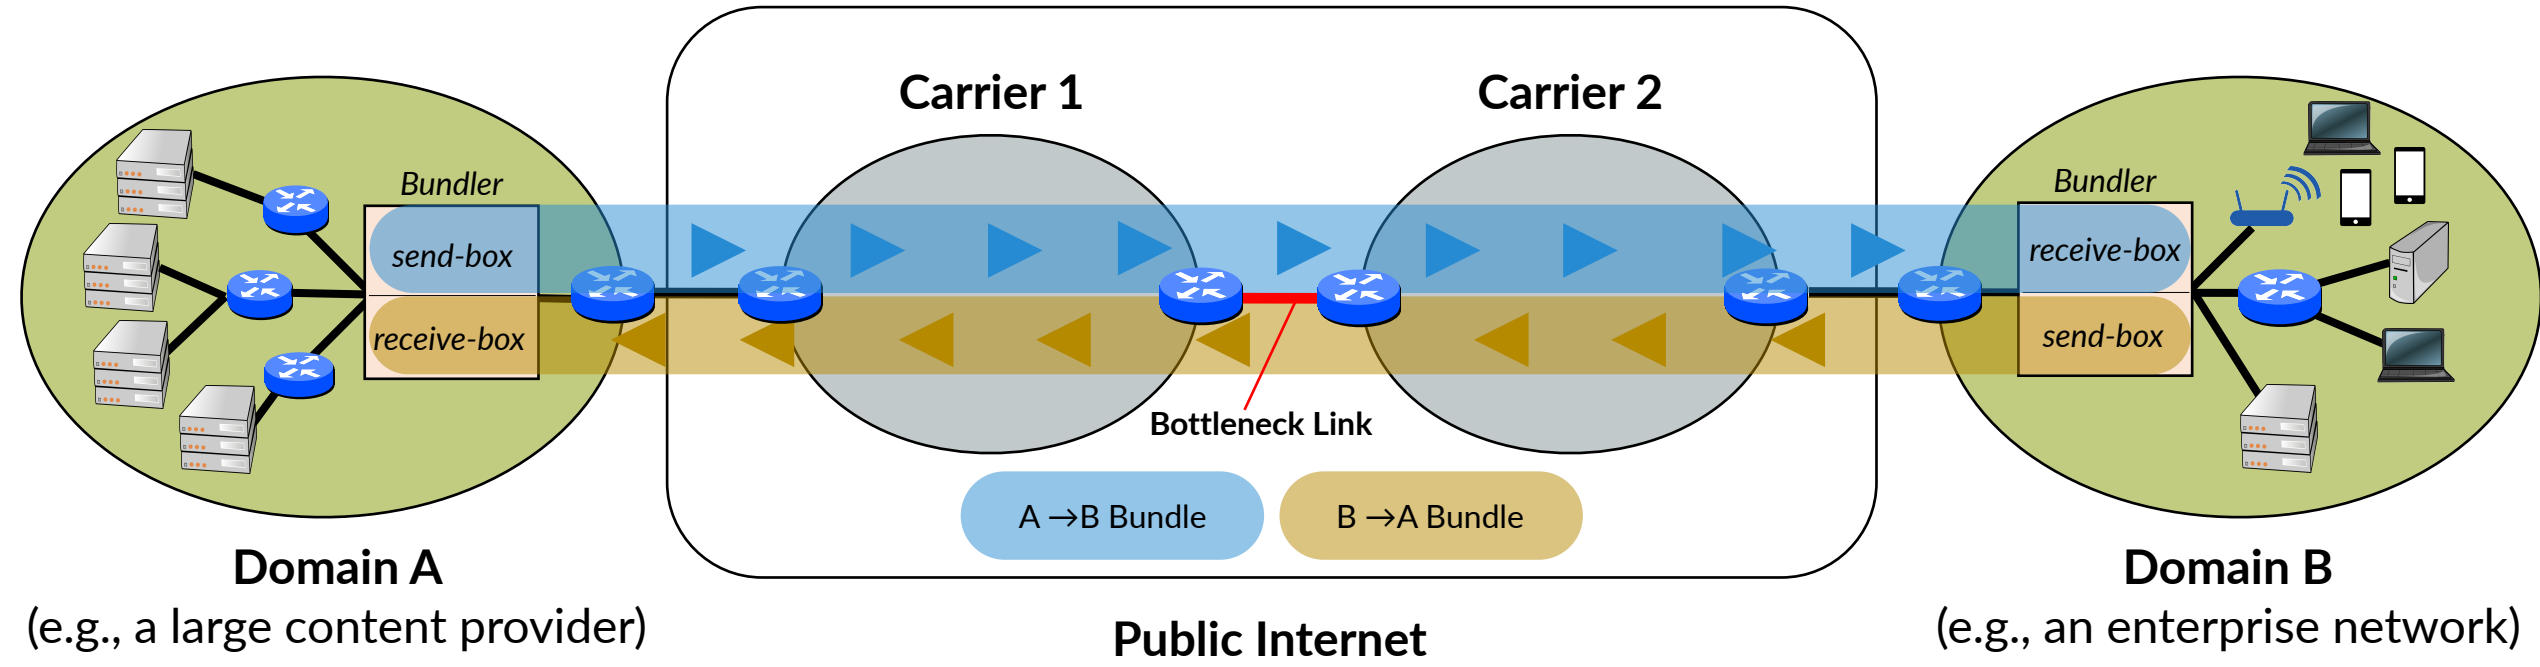 Carrier 1
Carrier 2
Bundler
send-box
receive-box
Bundler
receive-box
send-box
Bottleneck Link
A →B Bundle
B →A Bundle
Domain A
(e.g., a large content provider)
Domain B
(e.g., an enterprise network)
Public Internet